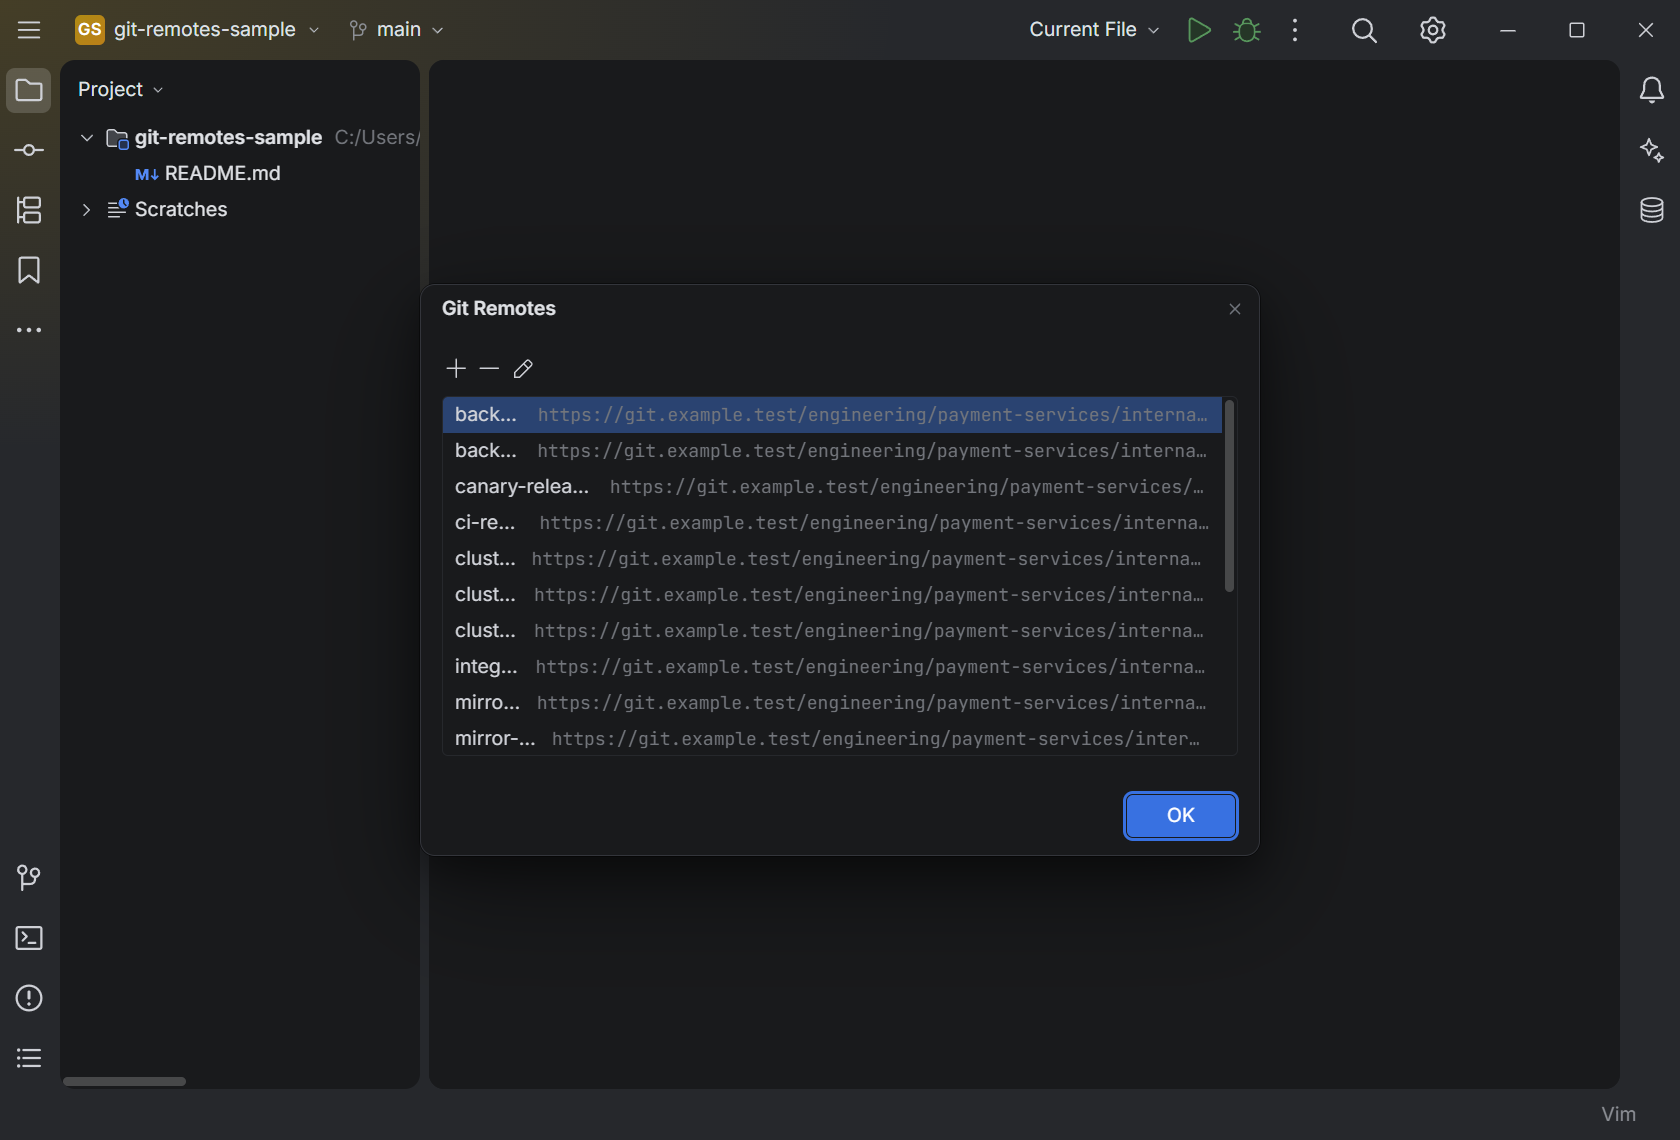 GS git-remotes-sample main Current File
Project
git-remotes-sample C:/Users/
M↓ README.md
Scratches
Git Remotes
back... https://git.example.test/engineering/payment-services/interna...
back... https://git.example.test/engineering/payment-services/interna...
canary-relea... https://git.example.test/engineering/payment-services/...
ci-re... https://git.example.test/engineering/payment-services/interna...
clust... https://git.example.test/engineering/payment-services/interna...
clust... https://git.example.test/engineering/payment-services/interna...
clust... https://git.example.test/engineering/payment-services/interna...
integ... https://git.example.test/engineering/payment-services/interna...
mirro... https://git.example.test/engineering/payment-services/interna...
mirror-... https://git.example.test/engineering/payment-services/inter...
OK
Vim